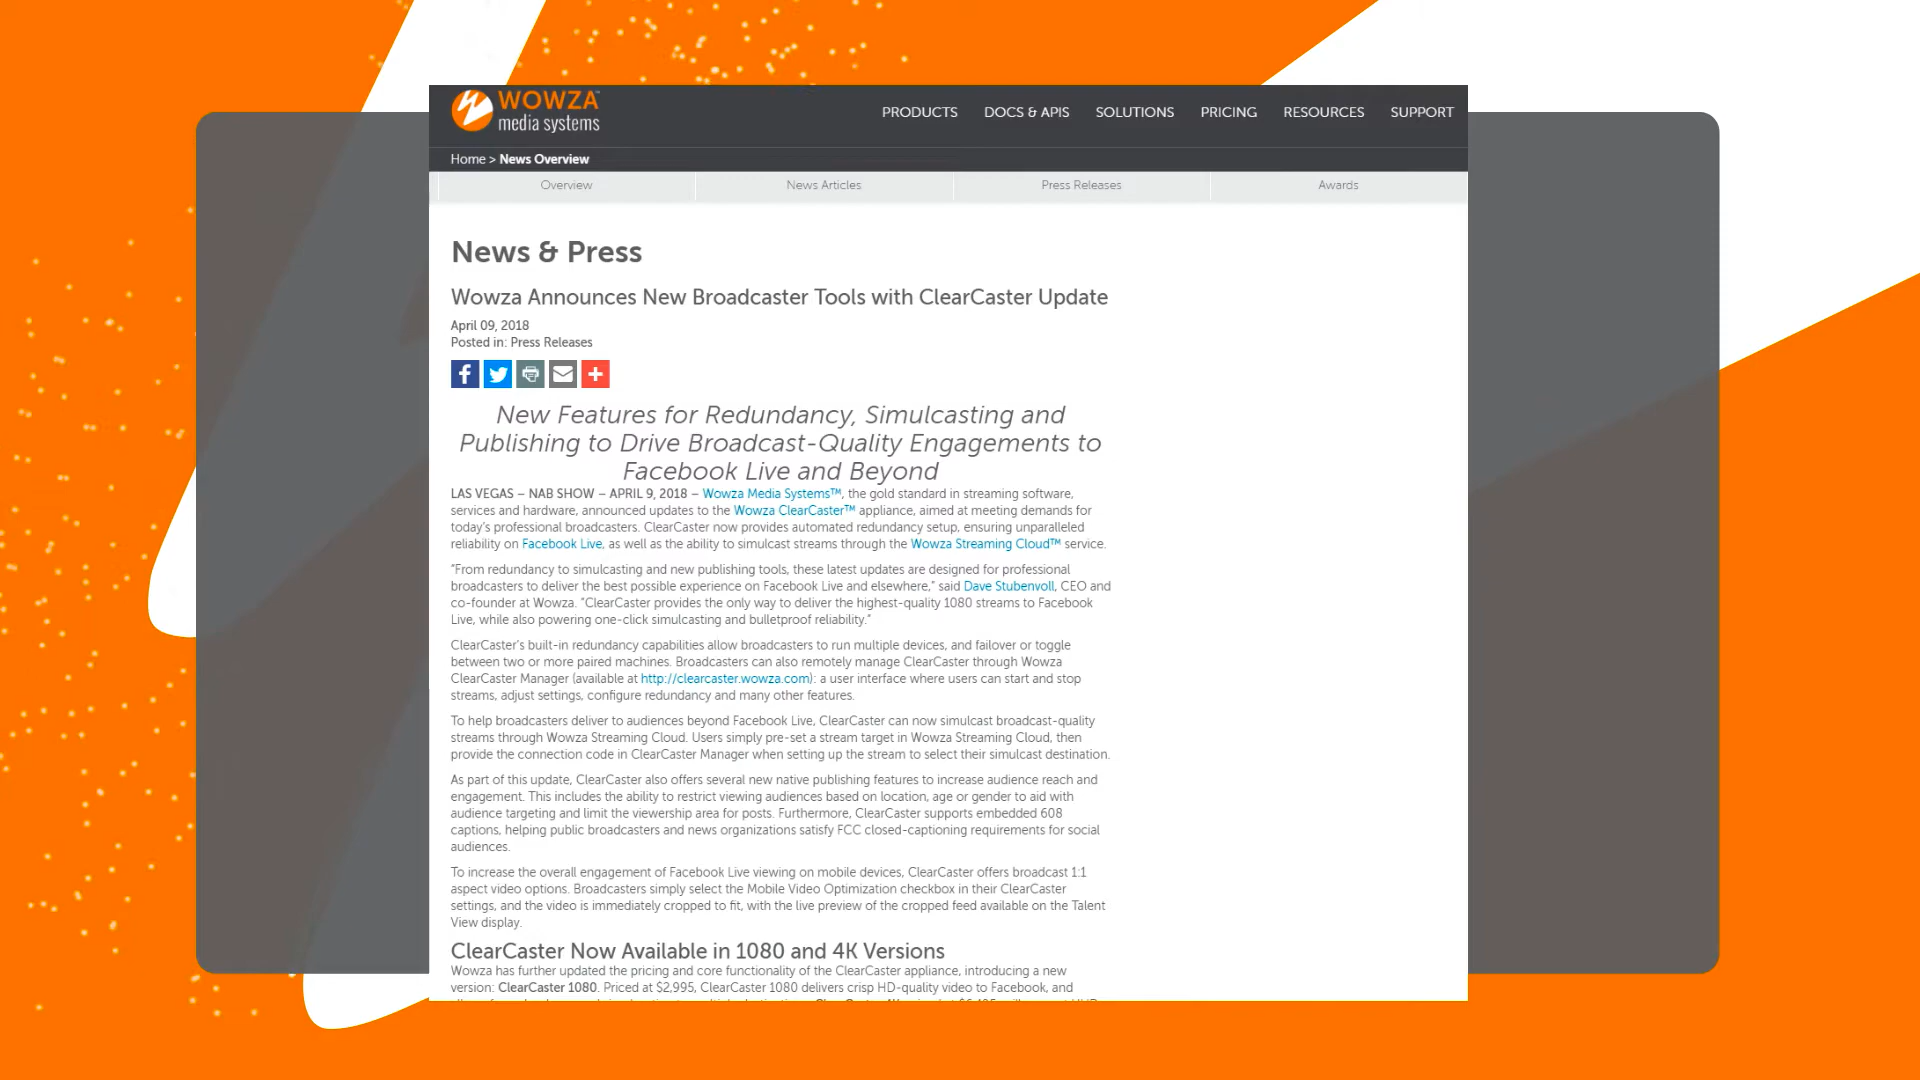 WOWZA
media systems
PRODUCTS DOCS & APIS SOLUTIONS PRICING RESOURCES SUPPORT
Home > News Overview
Overview News Articles Press Releases Awards
News & Press
Wowza Announces New Broadcaster Tools with ClearCaster Update
April 09, 2018
Posted in: Press Releases
New Features for Redundancy, Simulcasting and
Publishing to Drive Broadcast-Quality Engagements to
Facebook Live and Beyond
LAS VEGAS – NAB SHOW – APRIL 9, 2018 – Wowza Media Systems™, the gold standard in streaming software,
services and hardware, announced updates to the Wowza ClearCaster™ appliance, aimed at meeting demands for
today's professional broadcasters. ClearCaster now provides automated redundancy setup, ensuring unparalleled
reliability on Facebook Live, as well as the ability to simulcast streams through the Wowza Streaming Cloud™ service.
"From redundancy to simulcasting and new publishing tools, these latest updates are designed for professional
broadcasters to deliver the best possible experience on Facebook Live and elsewhere," said Dave Stubenvoll, CEO and
co-founder at Wowza. "ClearCaster provides the only way to deliver the highest-quality 1080 streams to Facebook
Live, while also powering one-click simulcasting and bulletproof reliability."
ClearCaster's built-in redundancy capabilities allow broadcasters to run multiple devices, and failover or toggle
between two or more paired machines. Broadcasters can also remotely manage ClearCaster through Wowza
ClearCaster Manager (available at http://clearcaster.wowza.com): a user interface where users can start and stop
streams, adjust settings, configure redundancy and many other features.
To help broadcasters deliver to audiences beyond Facebook Live, ClearCaster can now simulcast broadcast-quality
streams through Wowza Streaming Cloud. Users simply pre-set a stream target in Wowza Streaming Cloud, then
provide the connection code in ClearCaster Manager when setting up the stream to select their simulcast destination.
As part of this update, ClearCaster also offers several new native publishing features to increase audience reach and
engagement. This includes the ability to restrict viewing audiences based on location, age or gender to aid with
audience targeting and limit the viewership area for posts. Furthermore, ClearCaster supports embedded 608
captions, helping public broadcasters and news organizations satisfy FCC closed-captioning requirements for social
audiences.
To increase the overall engagement of Facebook Live viewing on mobile devices, ClearCaster offers broadcast 1:1
aspect video options. Broadcasters simply select the Mobile Video Optimization checkbox in their ClearCaster
settings, and the video is immediately cropped to fit, with the live preview of the cropped feed available on the Talent
View display.
ClearCaster Now Available in 1080 and 4K Versions
Wowza has further updated the pricing and core functionality of the ClearCaster appliance, introducing a new
version: ClearCaster 1080. Priced at $2,995, ClearCaster 1080 delivers crisp HD-quality video to Facebook, and